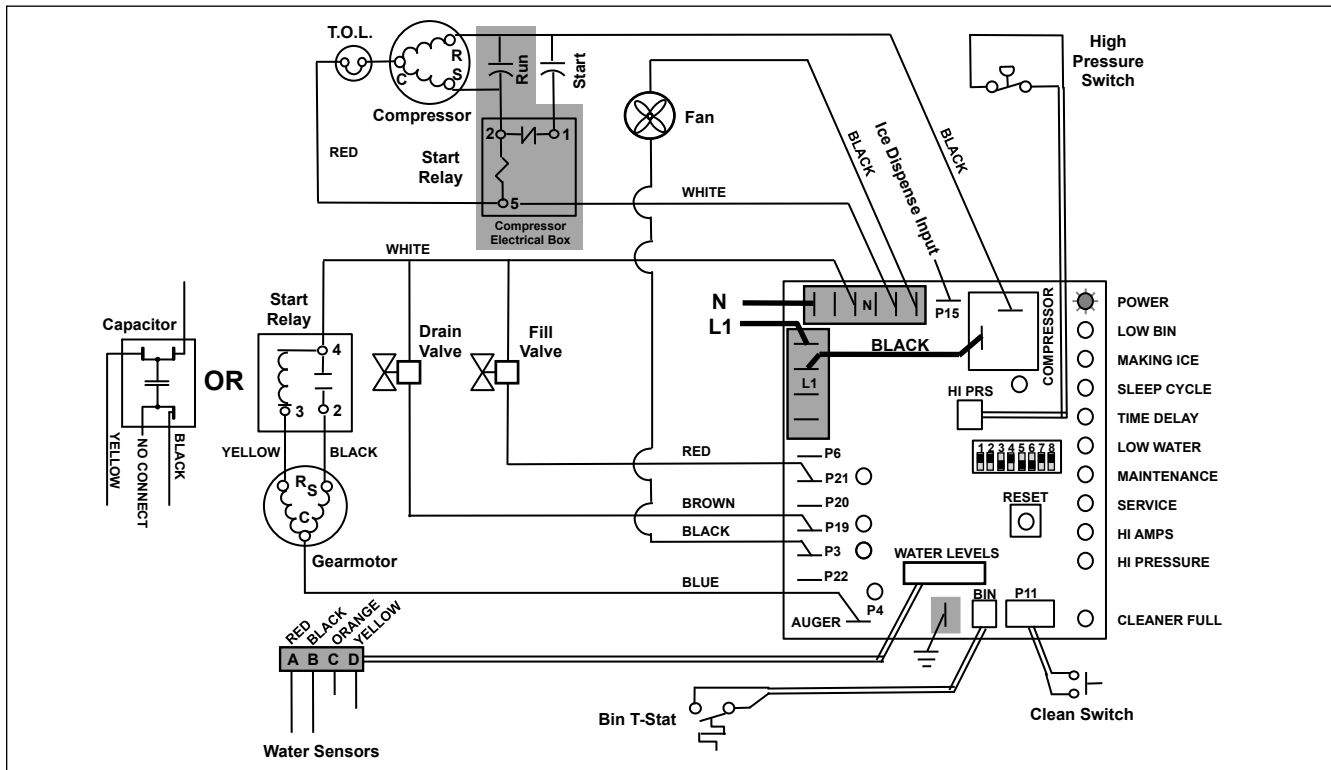 T.O.L.
C
R
S
Compressor
Run
Start
RED
Start
Relay
2
1
5
Compressor
Electrical Box
Fan
BLACK
Ice Dispense Input
BLACK
High
Pressure
Switch
WHITE
WHITE
Capacitor
YELLOW
NO CONNECT
BLACK
OR
Start
Relay
4
3
2
YELLOW
BLACK
R
S
C
Gearmotor
Drain
Valve
Fill
Valve
N
L1
N
P15
BLACK
L1
COMPRESSOR
HI PRS
1 2 3 4 5 6 7 8
RESET
RED
BROWN
BLACK
BLUE
P6
P21
P20
P19
P3
P22
P4
AUGER
WATER LEVELS
BIN
P11
POWER
LOW BIN
MAKING ICE
SLEEP CYCLE
TIME DELAY
LOW WATER
MAINTENANCE
SERVICE
HI AMPS
HI PRESSURE
CLEANER FULL
RED
BLACK
ORANGE
YELLOW
A B C D
Water Sensors
Bin T-Stat
Clean Switch